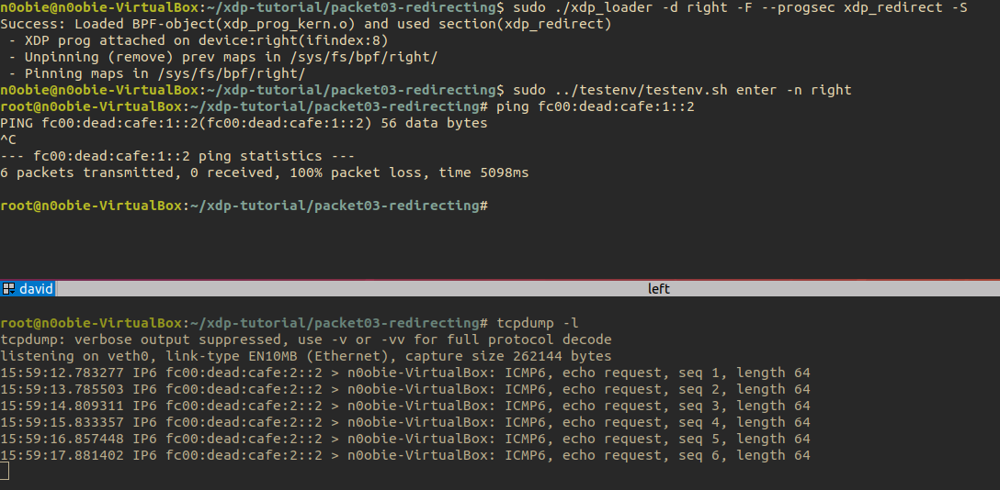 n0obie@n0obie-VirtualBox:~/xdp-tutorial/packet03-redirecting$ sudo ./xdp_loader -d right -F --progsec xdp_redirect -S
Success: Loaded BPF-object(xdp_prog_kern.o) and used section(xdp_redirect)
 - XDP prog attached on device:right(ifindex:8)
 - Unpinning (remove) prev maps in /sys/fs/bpf/right/
 - Pinning maps in /sys/fs/bpf/right/
n0obie@n0obie-VirtualBox:~/xdp-tutorial/packet03-redirecting$ sudo ../testenv/testenv.sh enter -n right
root@n0obie-VirtualBox:~/xdp-tutorial/packet03-redirecting# ping fc00:dead:cafe:1::2
PING fc00:dead:cafe:1::2(fc00:dead:cafe:1::2) 56 data bytes
^C
--- fc00:dead:cafe:1::2 ping statistics ---
6 packets transmitted, 0 received, 100% packet loss, time 5098ms
root@n0obie-VirtualBox:~/xdp-tutorial/packet03-redirecting#
david left
root@n0obie-VirtualBox:~/xdp-tutorial/packet03-redirecting# tcpdump -l
tcpdump: verbose output suppressed, use -v or -vv for full protocol decode
listening on veth0, link-type EN10MB (Ethernet), capture size 262144 bytes
15:59:12.783277 IP6 fc00:dead:cafe:2::2 > n0obie-VirtualBox: ICMP6, echo request, seq 1, length 64
15:59:13.785503 IP6 fc00:dead:cafe:2::2 > n0obie-VirtualBox: ICMP6, echo request, seq 2, length 64
15:59:14.809311 IP6 fc00:dead:cafe:2::2 > n0obie-VirtualBox: ICMP6, echo request, seq 3, length 64
15:59:15.833357 IP6 fc00:dead:cafe:2::2 > n0obie-VirtualBox: ICMP6, echo request, seq 4, length 64
15:59:16.857448 IP6 fc00:dead:cafe:2::2 > n0obie-VirtualBox: ICMP6, echo request, seq 5, length 64
15:59:17.881402 IP6 fc00:dead:cafe:2::2 > n0obie-VirtualBox: ICMP6, echo request, seq 6, length 64